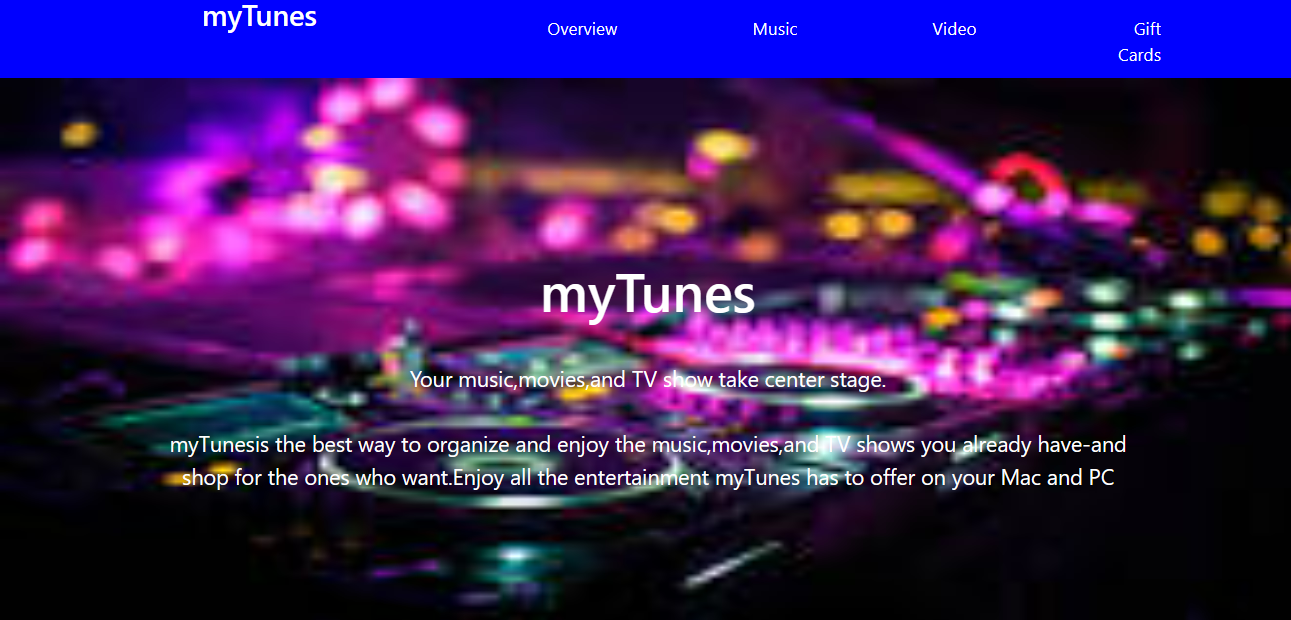 myTunes
Overview Music Video Gift
Cards
myTunes
Your music,movies,and TV show take center stage.
myTunesis the best way to organize and enjoy the music,movies,and TV shows you already have-and
shop for the ones who want.Enjoy all the entertainment myTunes has to offer on your Mac and PC